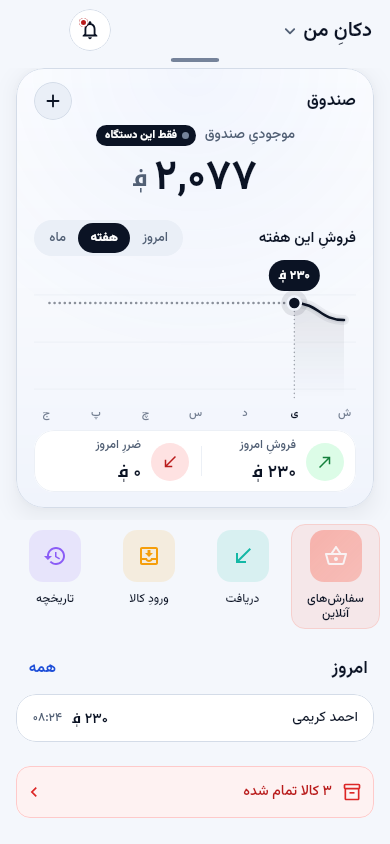 دکانِ من
صندوق
موجودیِ صندوق
فقط این دستگاه
۲,۰۷۷ ؋
فروشِ این هفته
امروز
هفته
ماه
۲۳۰ ؋
ش
ی
د
س
چ
پ
ج
فروشِ امروز
۲۳۰ ؋
ضررِ امروز
۰ ؋
سفارش‌های
آنلاین
دریافت
ورودِ کالا
تاریخچه
امروز
همه
احمد کریمی
۲۳۰ ؋
۰۸:۲۴
۳ کالا تمام شده